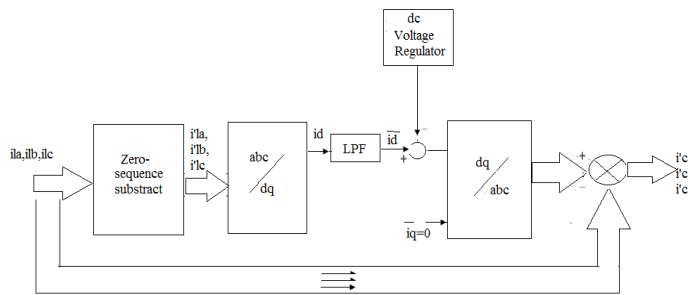 dc
Voltage
Regulator
ila,ilb,ilc
Zero-
sequence
substract
i'la,
i'lb,
i'lc
abc
dq
id
LPF
id
+
-
iq=0
dq
abc
+
-
i'c
i'c
i'c